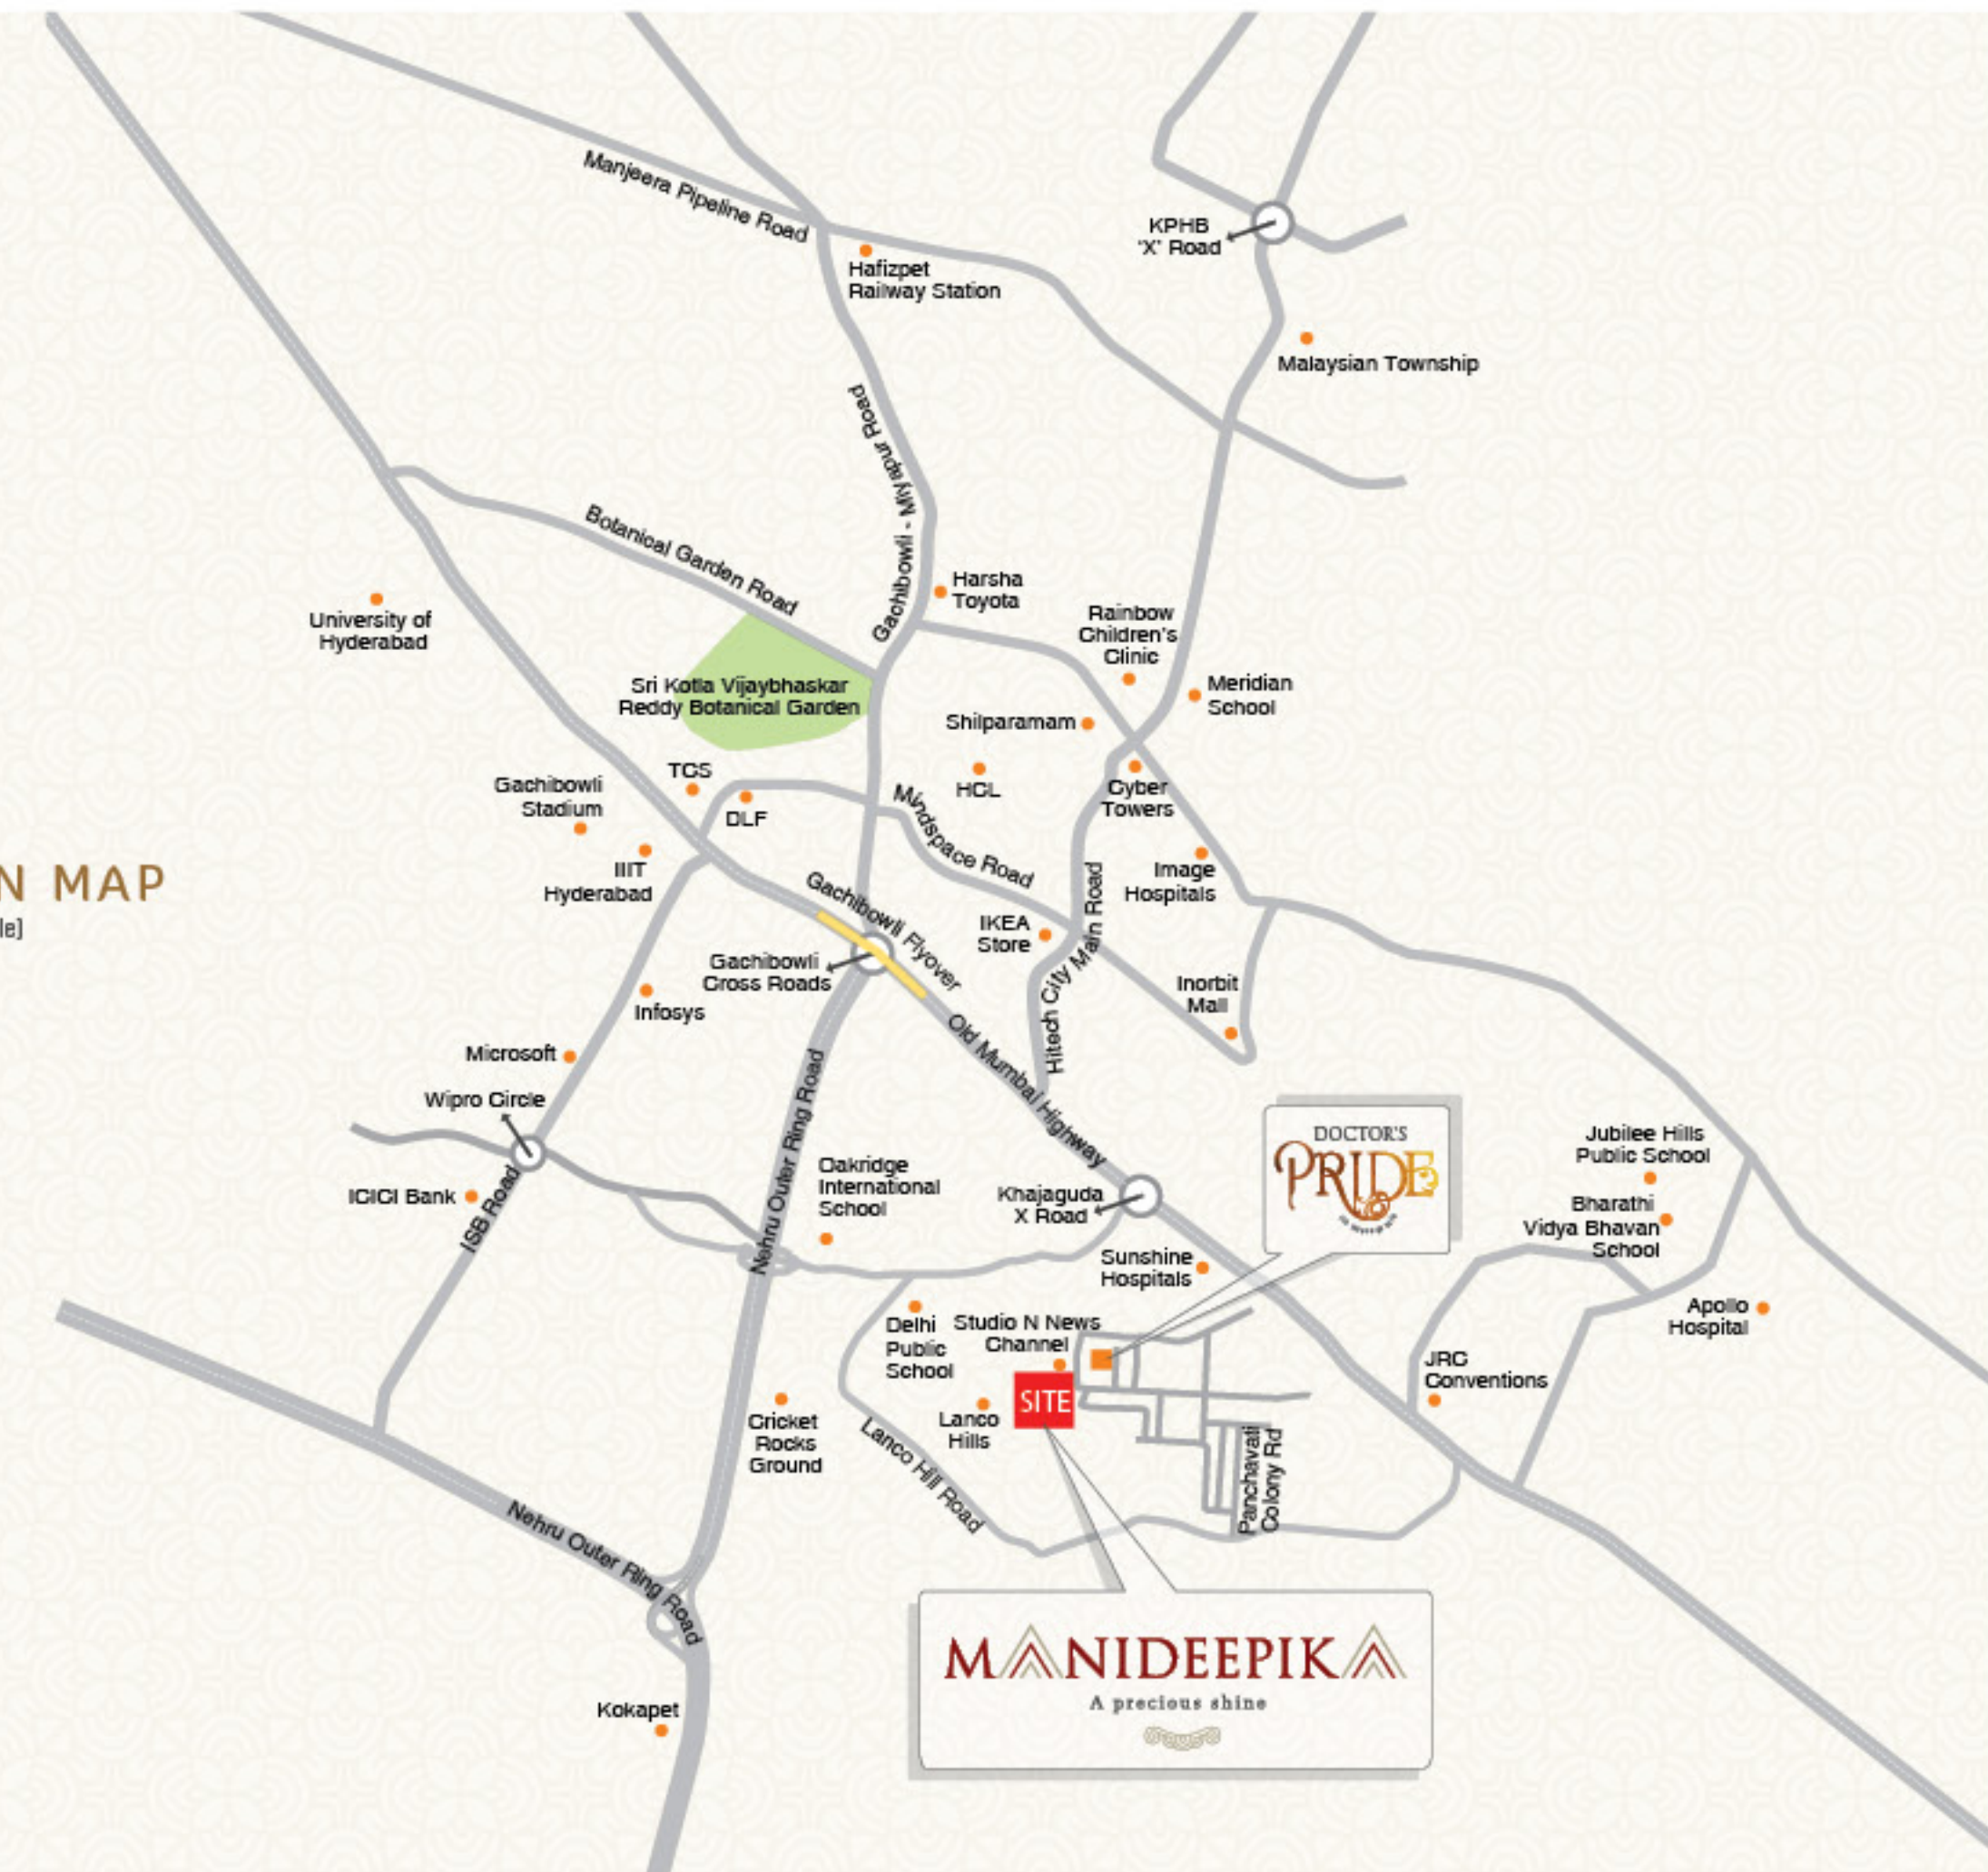 Manjeera Pipeline Road
KPHB
'X' Road
Hafizpet
Railway Station
Malaysian Township
Gachibowli - Miyapur Road
Botanical Garden Road
Harsha
Toyota
University of
Hyderabad
Rainbow
Children's
Clinic
Sri Kotla Vijaybhaskar
Reddy Botanical Garden
Meridian
School
Shilparamam
TCS
Gachibowli
Stadium
DLF
HCL
Cyber
Towers
Mindspace Road
IIIT
Hyderabad
Image
Hospitals
N MAP
le]
Gachibowli Flyover
IKEA
Store
Hitech City Main Road
Gachibowli
Cross Roads
Inorbit
Mall
Infosys
Old Mumbai Highway
Microsoft
Wipro Circle
Nehru Outer Ring Road
DOCTOR'S
PRIDE
Jubilee Hills
Public School
Oakridge
International
School
ICICI Bank
ISB Road
Khajaguda
X Road
Bharathi
Vidya Bhavan
School
Sunshine
Hospitals
Apollo
Hospital
Delhi
Public
School
Studio N News
Channel
JRC
Conventions
SITE
Cricket
Rocks
Ground
Lanco
Hills
Lanco Hill Road
Panchavati
Colony Rd
Nehru Outer Ring Road
MANIDEEPIKA
A precious shine
Kokapet